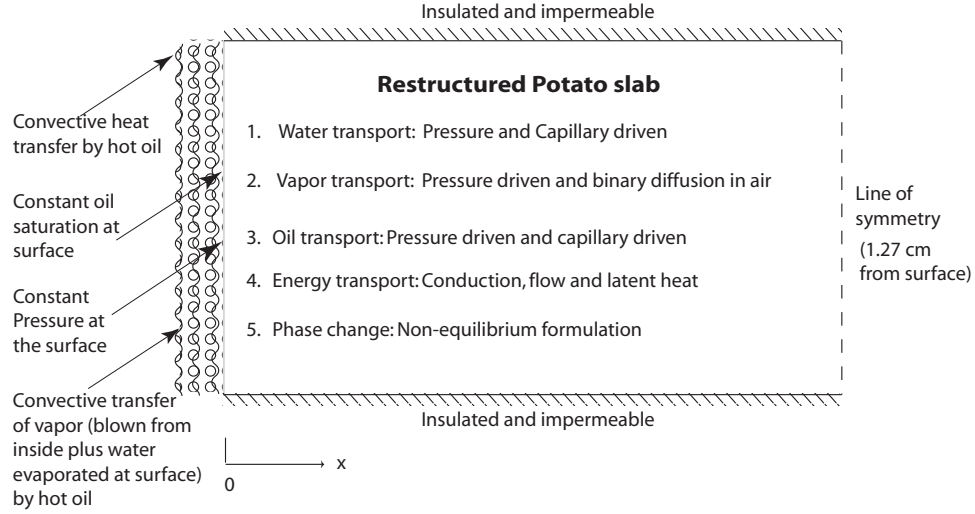 Insulated and impermeable
Restructured Potato slab
1. Water transport: Pressure and Capillary driven
2. Vapor transport: Pressure driven and binary diffusion in air
3. Oil transport: Pressure driven and capillary driven
4. Energy transport: Conduction, flow and latent heat
5. Phase change: Non-equilibrium formulation
Convective heat
transfer by hot oil
Constant oil
saturation at
surface
Constant
Pressure at
the surface
Convective transfer
of vapor (blown from
inside plus water
evaporated at surface)
by hot oil
Line of
symmetry
(1.27 cm
from surface)
Insulated and impermeable
x
0